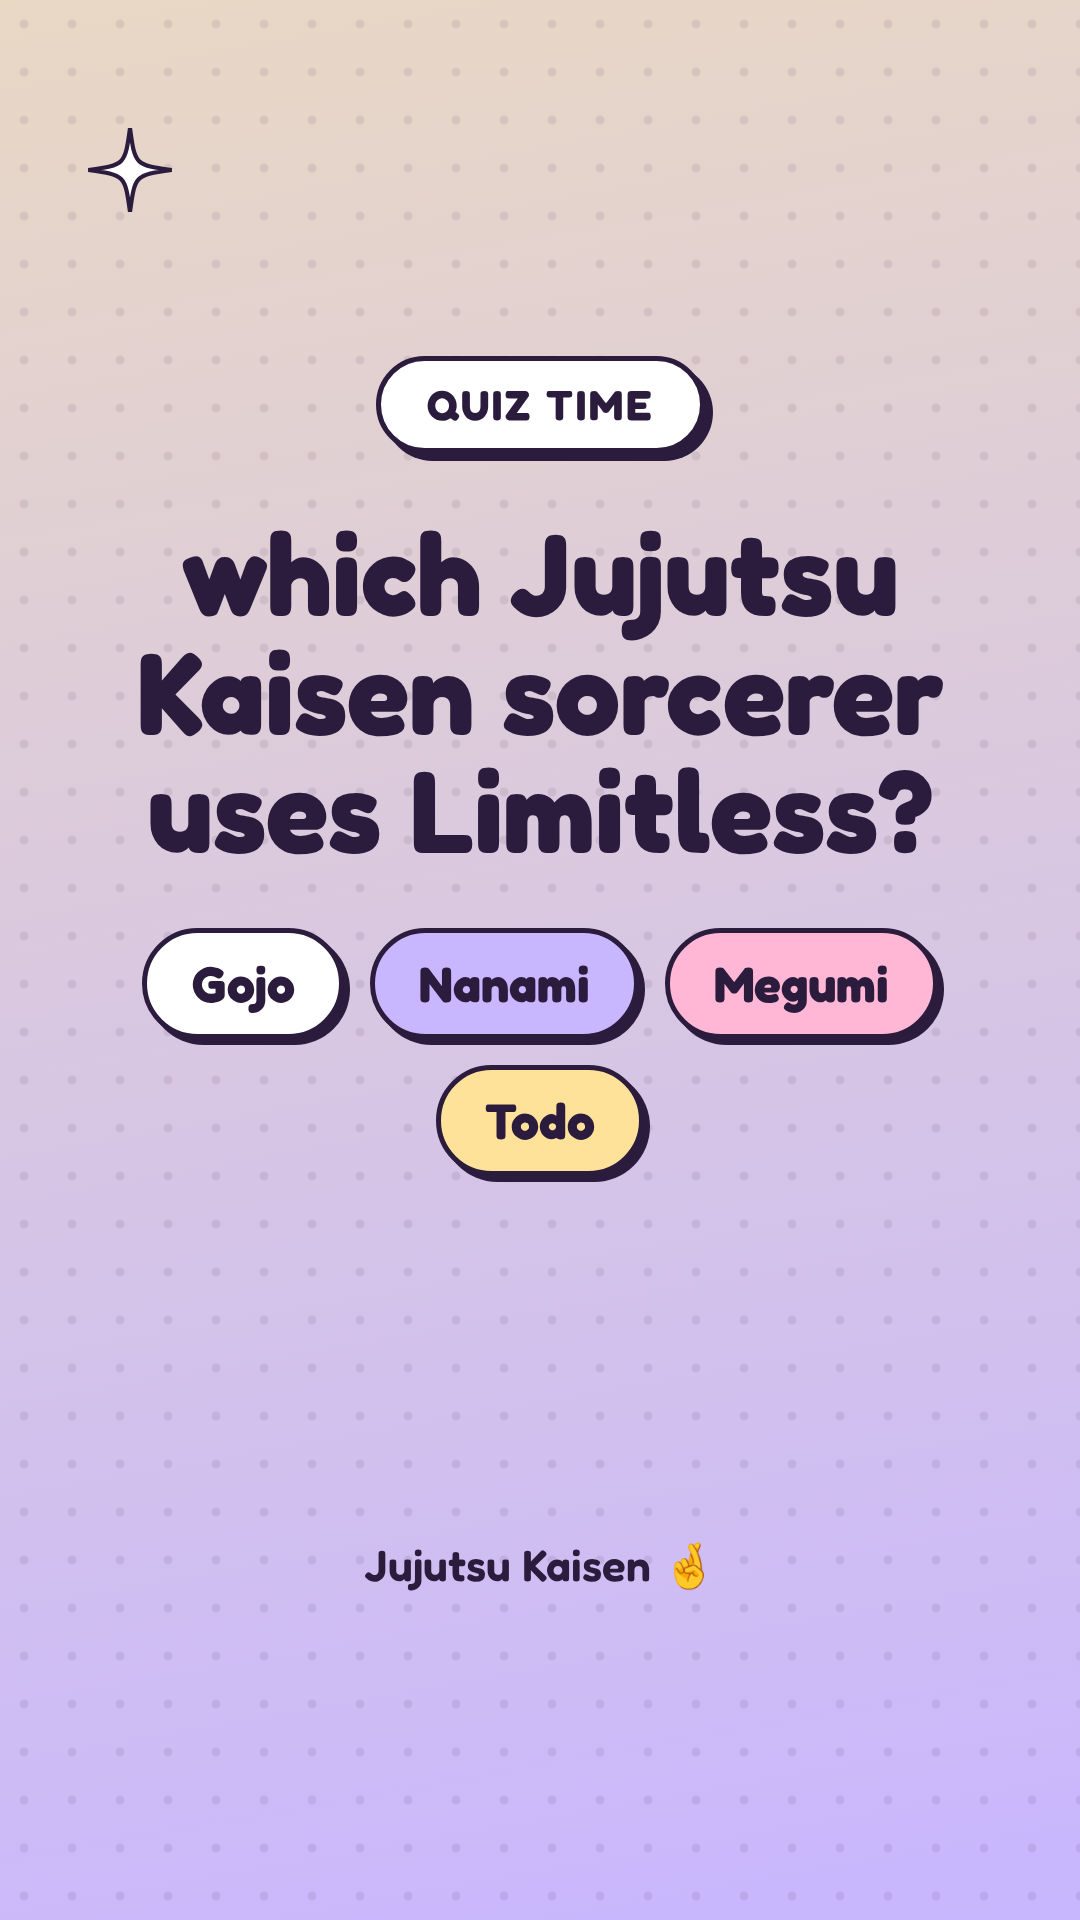 QUIZ TIME
which Jujutsu
Kaisen sorcerer
uses Limitless?
Gojo Nanami Megumi
Todo
Jujutsu Kaisen 🤞